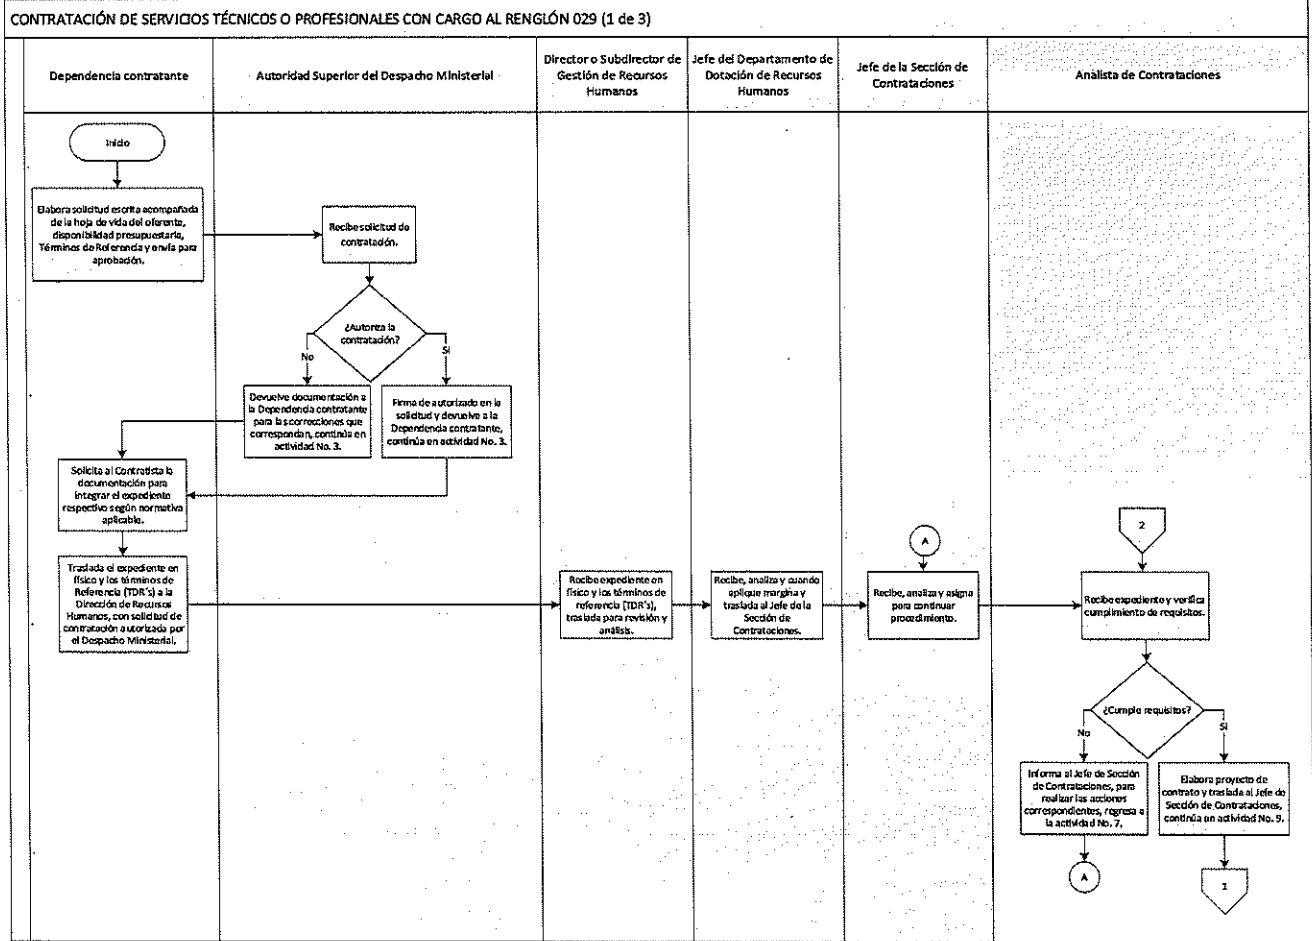 CONTRATACIÓN DE SERVICIOS TÉCNICOS O PROFESIONALES CON CARGO AL RENGLÓN 029 (1 de 3)
Dependencia contratante
Autoridad Superior del Despacho Ministerial
Director o Subdirector de
Gestión de Recursos
Humanos
Jefe del Departamento de
Dotación de Recursos
Humanos
Jefe de la Sección de
Contrataciones
Analista de Contrataciones
Inicio
Elabora solicitud escrita acompañada
de la hoja de vida del oferente,
disponibilidad presupuestaria,
Términos de Referencia y envía para
aprobación.
Recibe solicitud de
contratación.
¿Autoriza la
contratación?
No
Sí
Devuelve documentación a
la Dependencia contratante
para las correcciones que
correspondan, continúa en
actividad No. 3.
Firma de autorizado en la
solicitud y devuelve a la
Dependencia contratante,
continúa en actividad No. 3.
Solicita al Contratista la
documentación para
integrar el expediente
respectivo según normativa
aplicable.
Traslada el expediente en
físico y los términos de
Referencia (TDR's) a la
Dirección de Recursos
Humanos, con solicitud de
contratación autorizada por
el Despacho Ministerial.
Recibe expediente en
físico y los términos de
referencia (TDR's),
traslada para revisión y
análisis.
Recibe, analiza y cuando
aplique margina y
traslada al Jefe de la
Sección de
Contrataciones.
A
Recibe, analiza y asigna
para continuar
procedimiento.
2
Recibe expediente y verifica
cumplimiento de requisitos.
¿Cumple requisitos?
No
Sí
Informa al Jefe de Sección
de Contrataciones, para
realizar las acciones
correspondientes, regresa a
la actividad No. 7.
Elabora proyecto de
contrato y traslada al Jefe de
Sección de Contrataciones,
continúa en actividad No. 9.
A
1